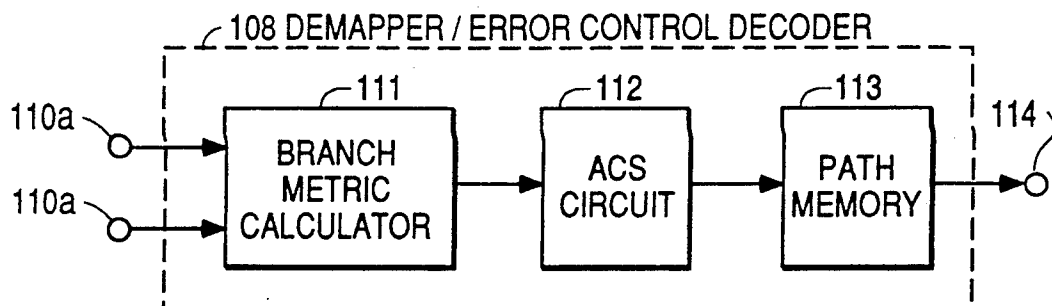 108 DEMAPPER / ERROR CONTROL DECODER
110a
110a
111
BRANCH
METRIC
CALCULATOR
112
ACS
CIRCUIT
113
PATH
MEMORY
114